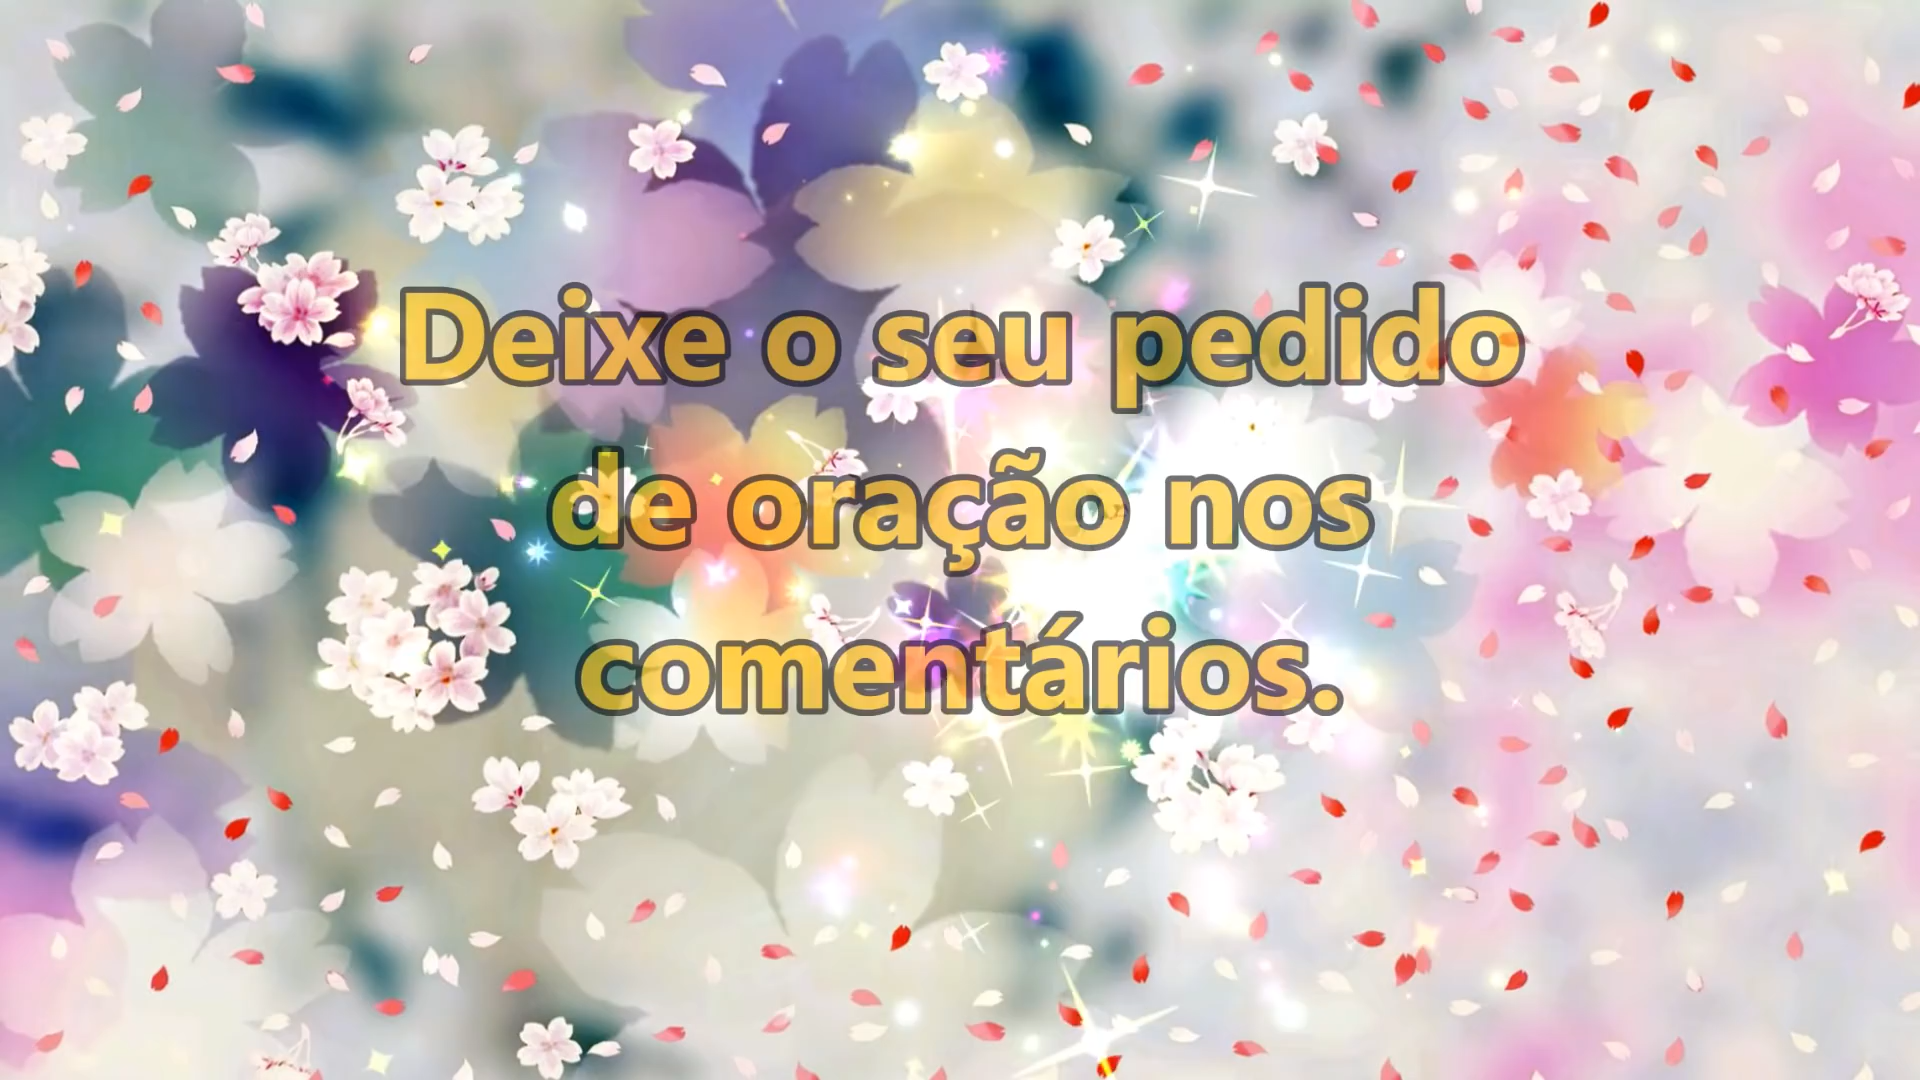 Deixe o seu pedido
de oração nos
comentários.